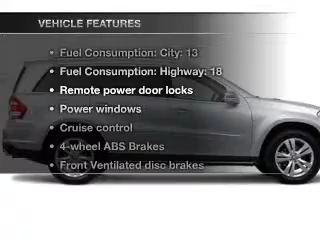 VEHICLE FEATURES
• Fuel Consumption: City: 13
• Fuel Consumption: Highway: 18
• Remote power door locks
• Power windows
• Cruise control
• 4-wheel ABS Brakes
• Front Ventilated disc brakes